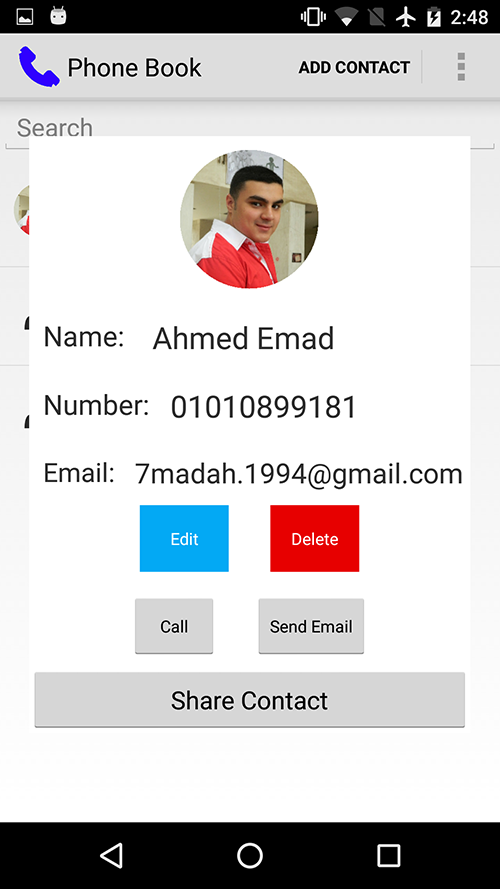 2:48
Phone Book ADD CONTACT
Search
Name: Ahmed Emad
Number: 01010899181
Email: 7madah.1994@gmail.com
Edit Delete
Call Send Email
Share Contact